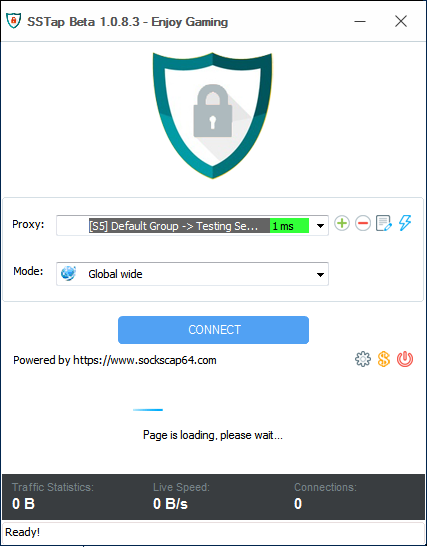 SSTap Beta 1.0.8.3 - Enjoy Gaming
Proxy: [S5] Default Group -> Testing Se... 1 ms
Mode: Global wide
CONNECT
Powered by https://www.sockscap64.com
Page is loading, please wait...
Traffic Statistics: Live Speed: Connections:
0 B 0 B/s 0
Ready!